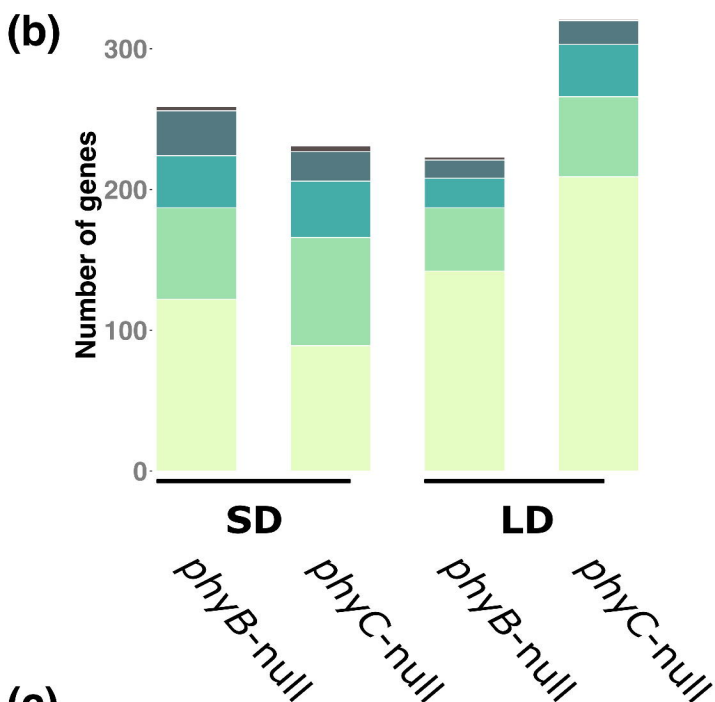 (b)
Number of genes
300
200
100
0
SD
LD
phyB-null
phyC-null
phyB-null
phyC-null
(c)